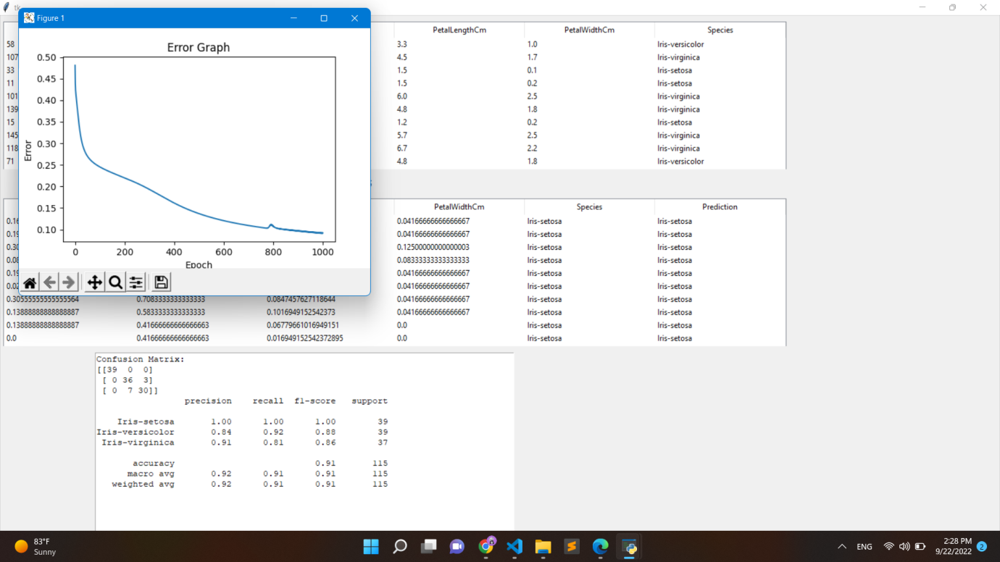 tk
Figure 1
Error Graph
0.50
0.45
0.40
0.35
0.30
0.25
0.20
0.15
0.10
Error
0 200 400 600 800 1000
Epoch
PetalLengthCm PetalWidthCm Species
58 3.3 1.0 Iris-versicolor
107 4.5 1.7 Iris-virginica
33 1.5 0.1 Iris-setosa
11 1.5 0.2 Iris-setosa
101 6.0 2.5 Iris-virginica
139 4.8 1.8 Iris-virginica
15 1.2 0.2 Iris-setosa
145 5.7 2.5 Iris-virginica
118 6.7 2.2 Iris-virginica
71 4.8 1.8 Iris-versicolor
PetalWidthCm Species Prediction
0.16 0.04166666666666667 Iris-setosa Iris-setosa
0.19 0.04166666666666667 Iris-setosa Iris-setosa
0.30 0.12500000000000003 Iris-setosa Iris-setosa
0.08 0.08333333333333333 Iris-setosa Iris-setosa
0.19 0.04166666666666667 Iris-setosa Iris-setosa
0.02 0.04166666666666667 Iris-setosa Iris-setosa
0.30555555555555564 0.7083333333333333 0.0847457627118644 0.04166666666666667 Iris-setosa Iris-setosa
0.13888888888888887 0.5833333333333333 0.1016949152542373 0.04166666666666667 Iris-setosa Iris-setosa
0.13888888888888887 0.41666666666666663 0.06779661016949151 0.0 Iris-setosa Iris-setosa
0.0 0.41666666666666663 0.016949152542372895 0.0 Iris-setosa Iris-setosa
Confusion Matrix:
[[39 0 0]
[ 0 36 3]
[ 0 7 30]]
precision recall f1-score support
Iris-setosa 1.00 1.00 1.00 39
Iris-versicolor 0.84 0.92 0.88 39
Iris-virginica 0.91 0.81 0.86 37
accuracy 0.91 115
macro avg 0.92 0.91 0.91 115
weighted avg 0.92 0.91 0.91 115
83°F
Sunny
ENG
2:28 PM
9/22/2022
2